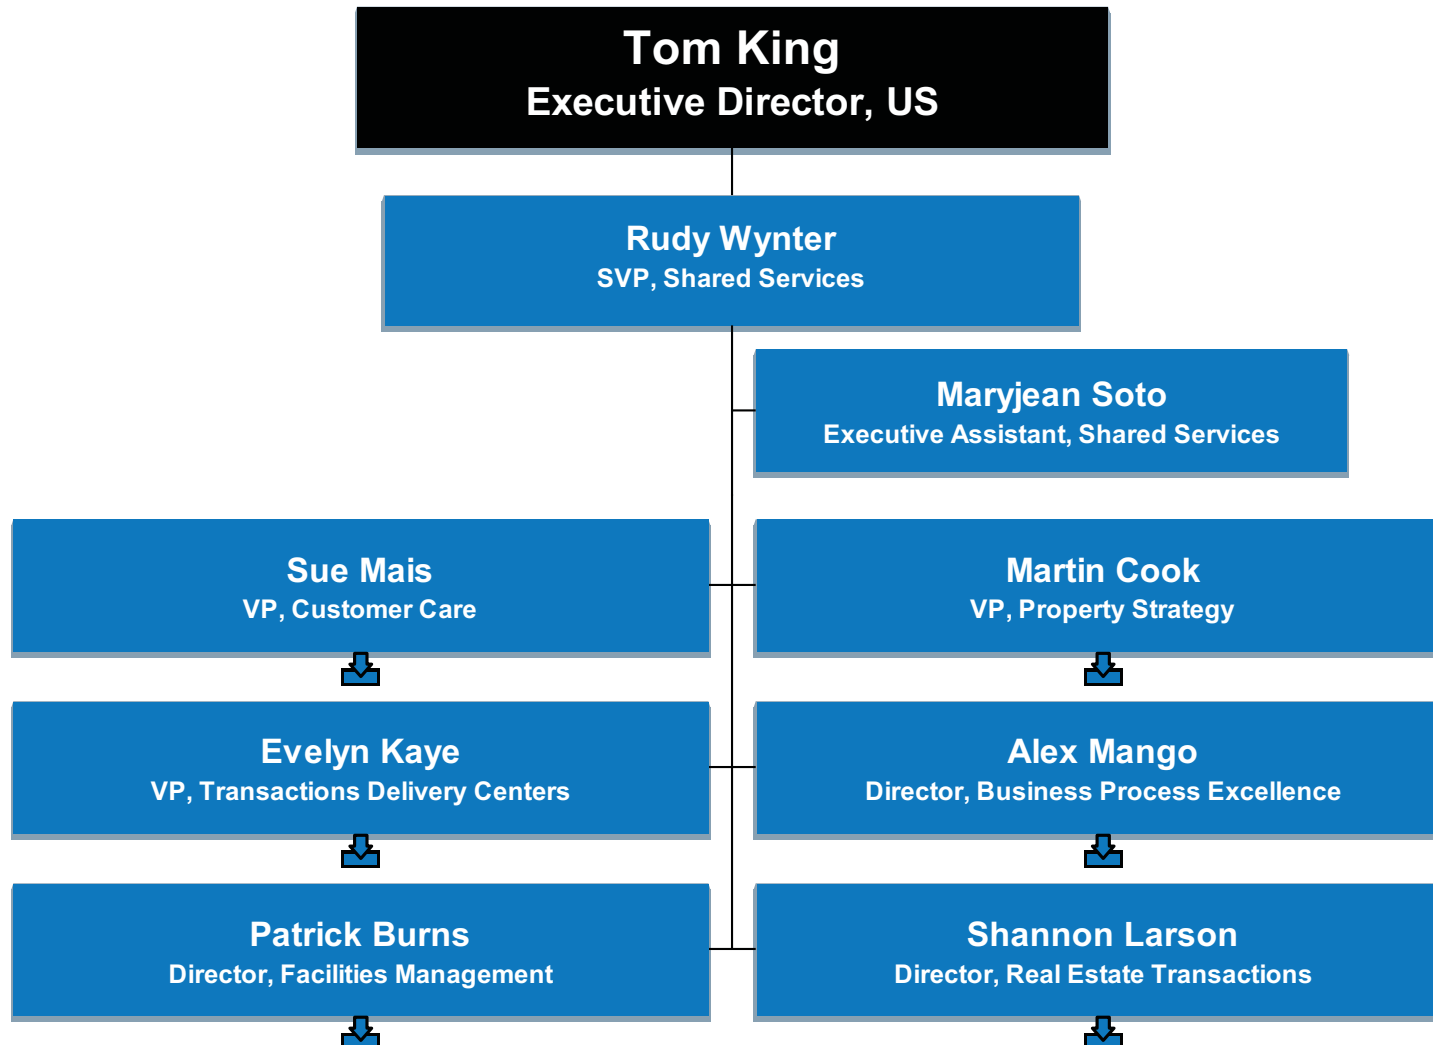 Tom King
Executive Director, US
Rudy Wynter
SVP, Shared Services
Maryjean Soto
Executive Assistant, Shared Services
Sue Mais
VP, Customer Care
Martin Cook
VP, Property Strategy
Evelyn Kaye
VP, Transactions Delivery Centers
Alex Mango
Director, Business Process Excellence
Patrick Burns
Director, Facilities Management
Shannon Larson
Director, Real Estate Transactions